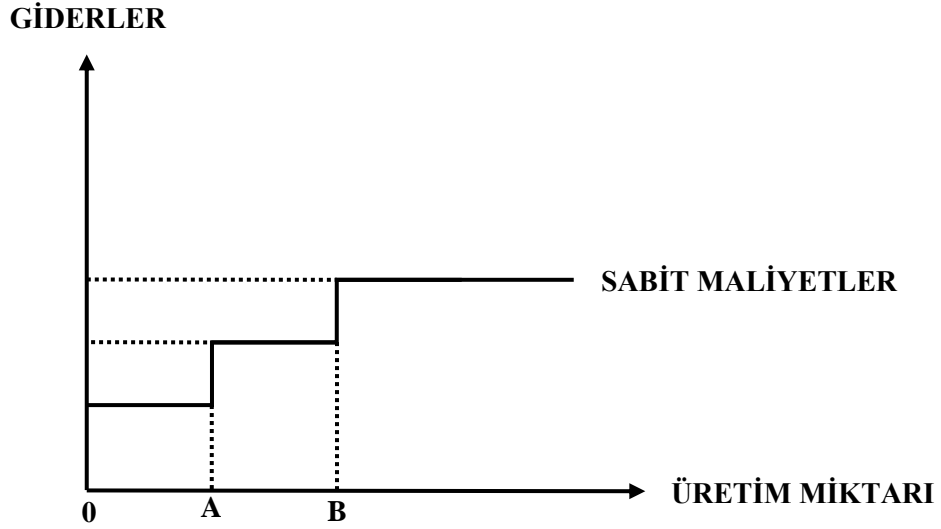 GİDERLER
SABİT MALİYETLER
ÜRETİM MİKTARI
0
A
B